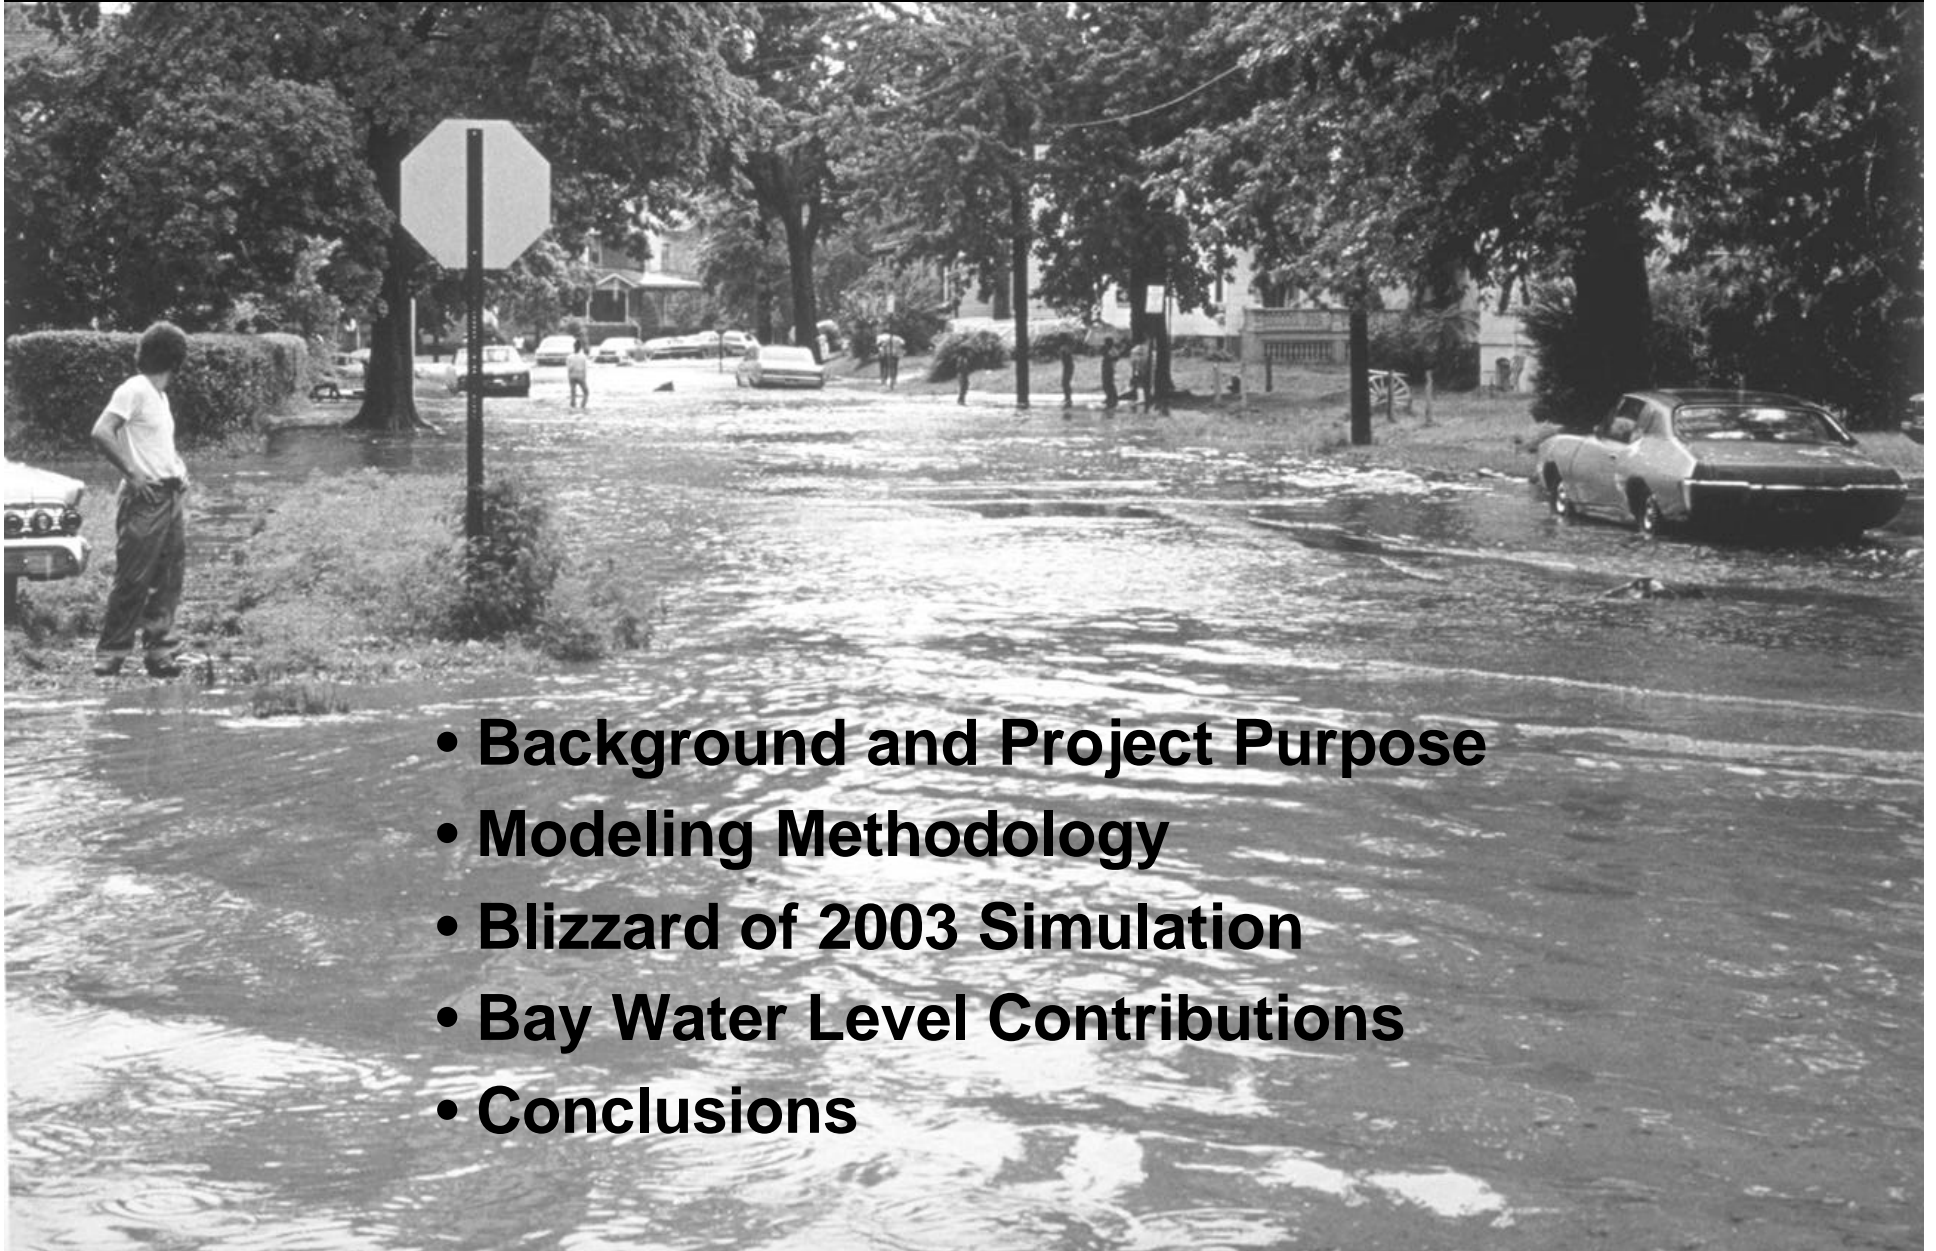 • Background and Project Purpose
• Modeling Methodology
• Blizzard of 2003 Simulation
• Bay Water Level Contributions
• Conclusions